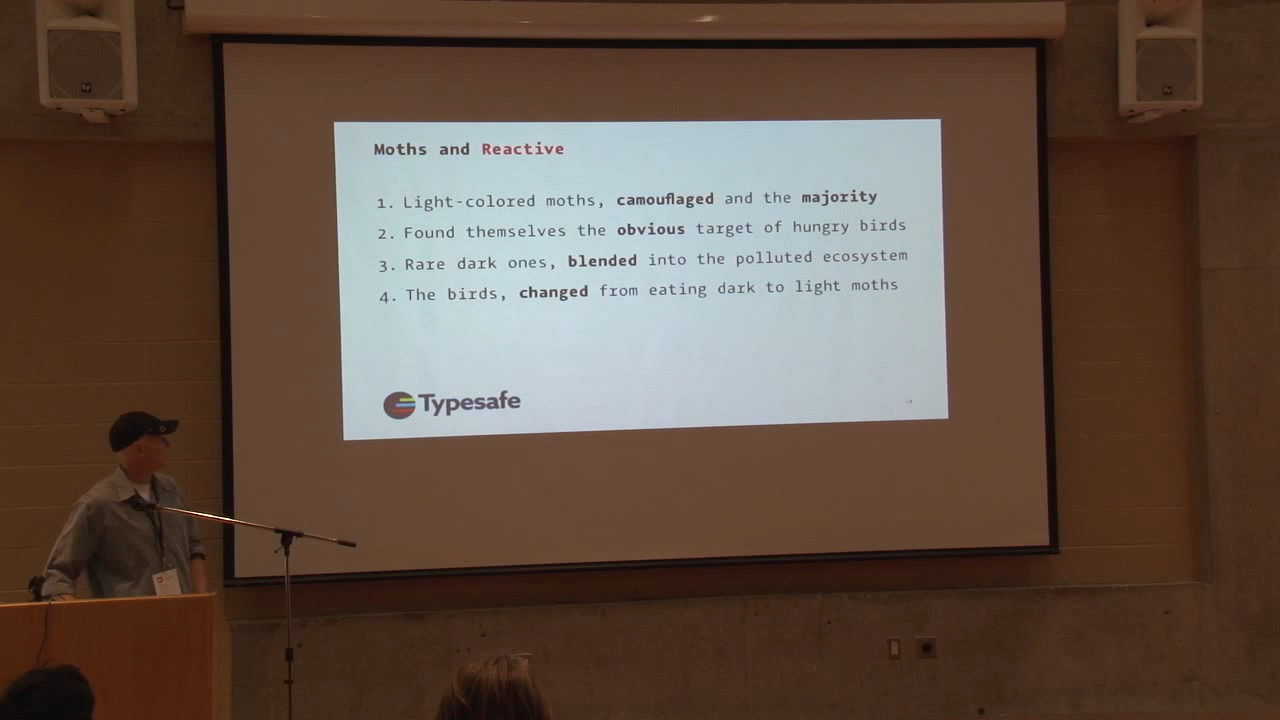 Moths and Reactive
1. Light-colored moths, camouflaged and the majority
2. Found themselves the obvious target of hungry birds
3. Rare dark ones, blended into the polluted ecosystem
4. The birds, changed from eating dark to light moths
Typesafe